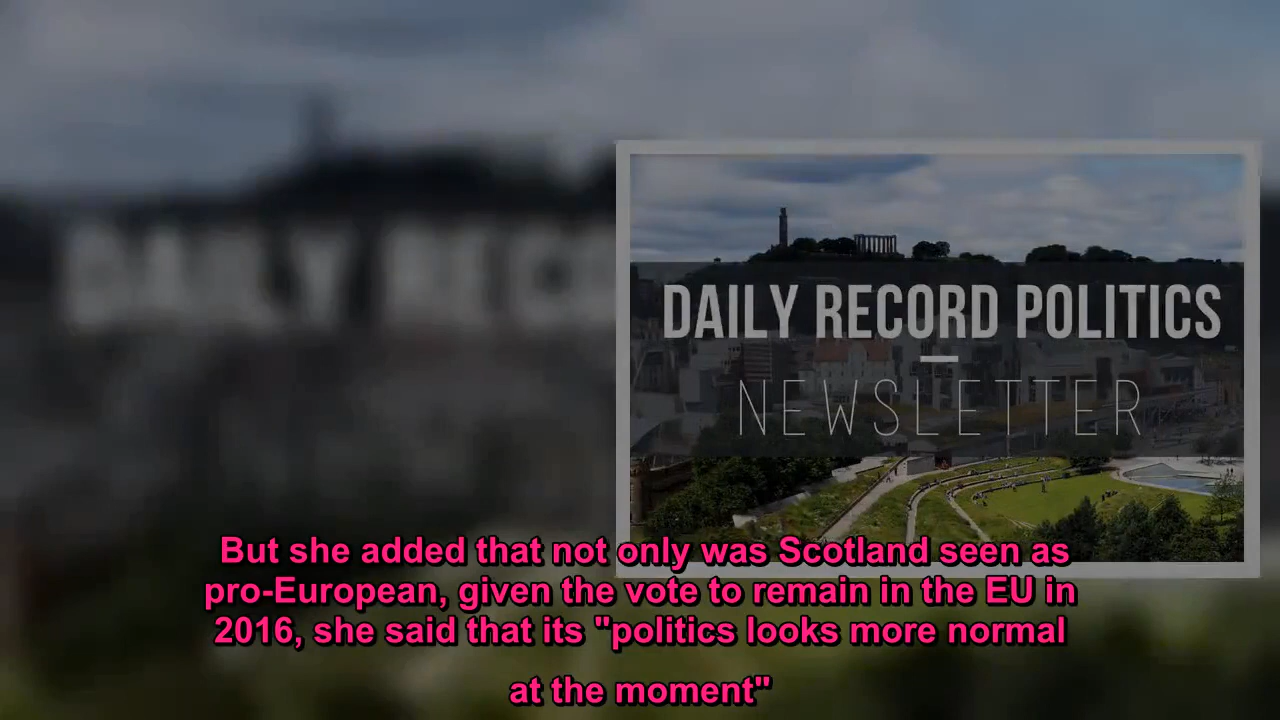 DAILY RECORD POLITICS
NEWSLETTER
But she added that not only was Scotland seen as
pro-European, given the vote to remain in the EU in
2016, she said that its "politics looks more normal
at the moment"